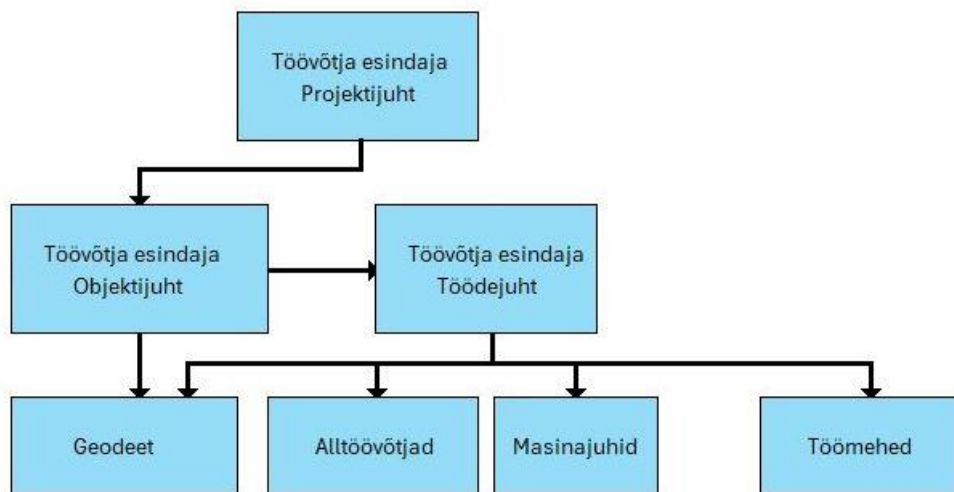 Töövõtja esindaja
Projektijuht
Töövõtja esindaja
Objektijuht
Töövõtja esindaja
Töödejuht
Geodeet
Alltöövõtjad
Masinajuhid
Töömehed